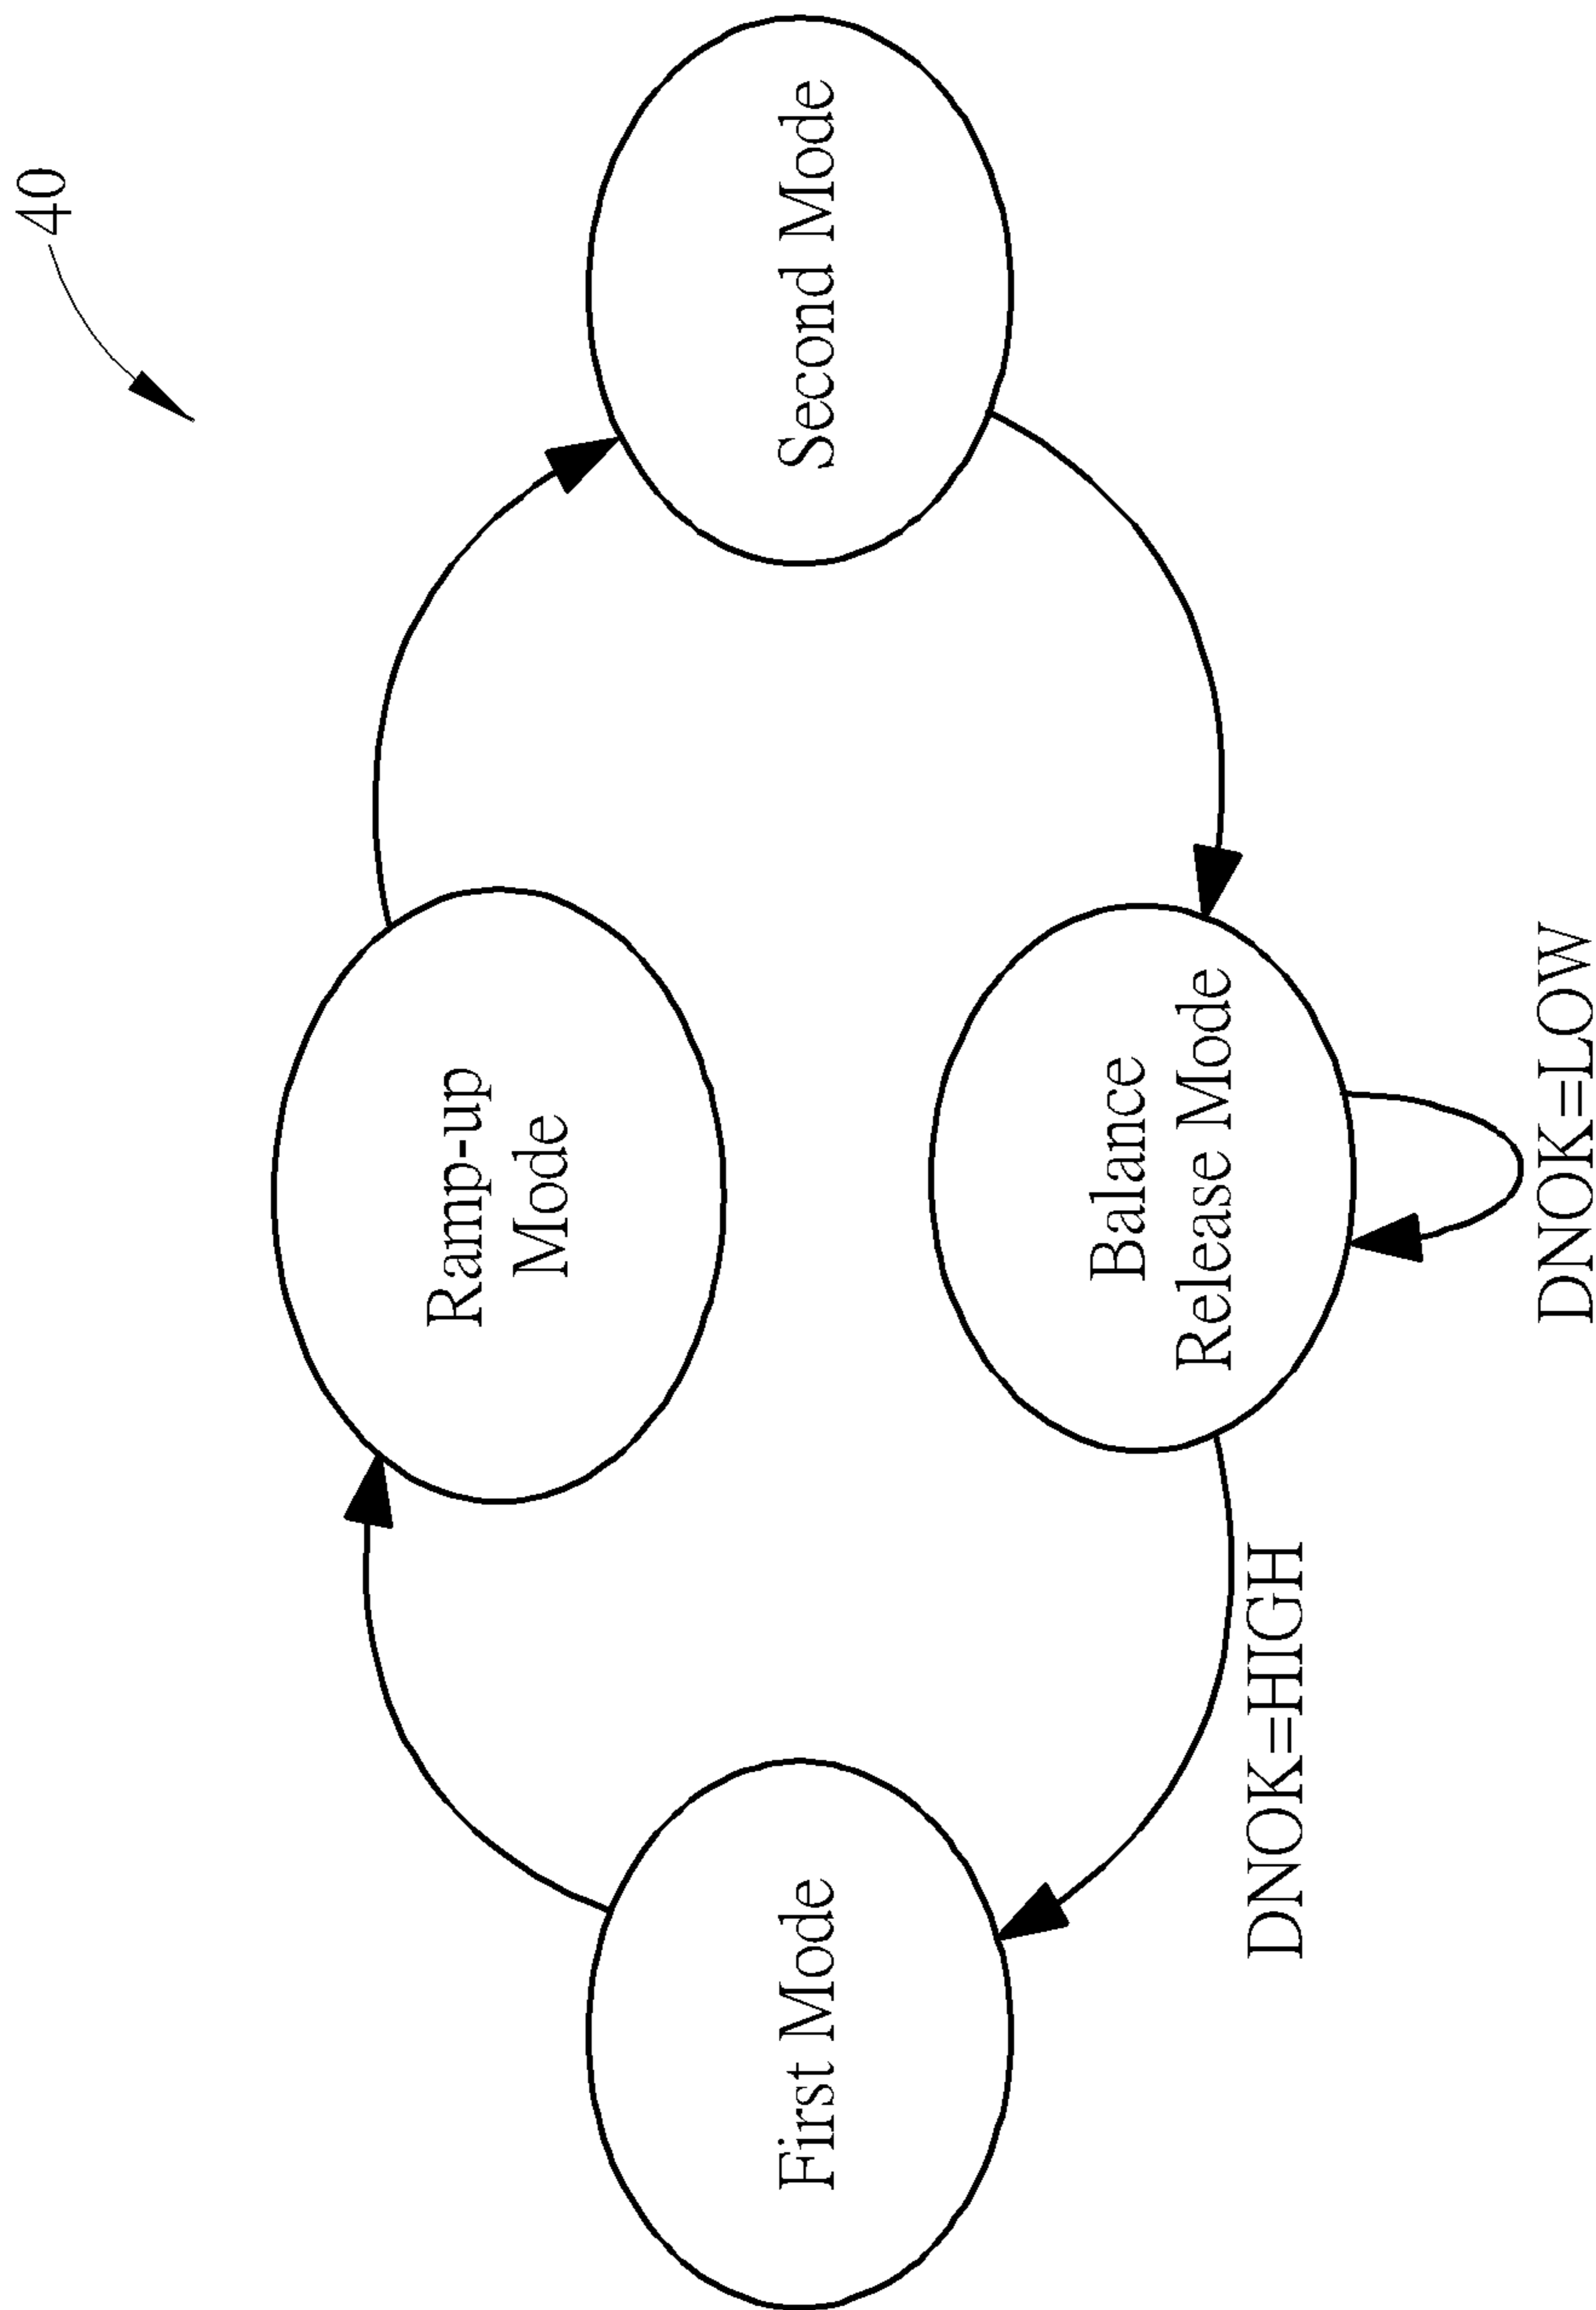 40
Ramp-up
Mode
First Mode
Second Mode
Balance
Release Mode
DNOK=HIGH
DNOK=LOW